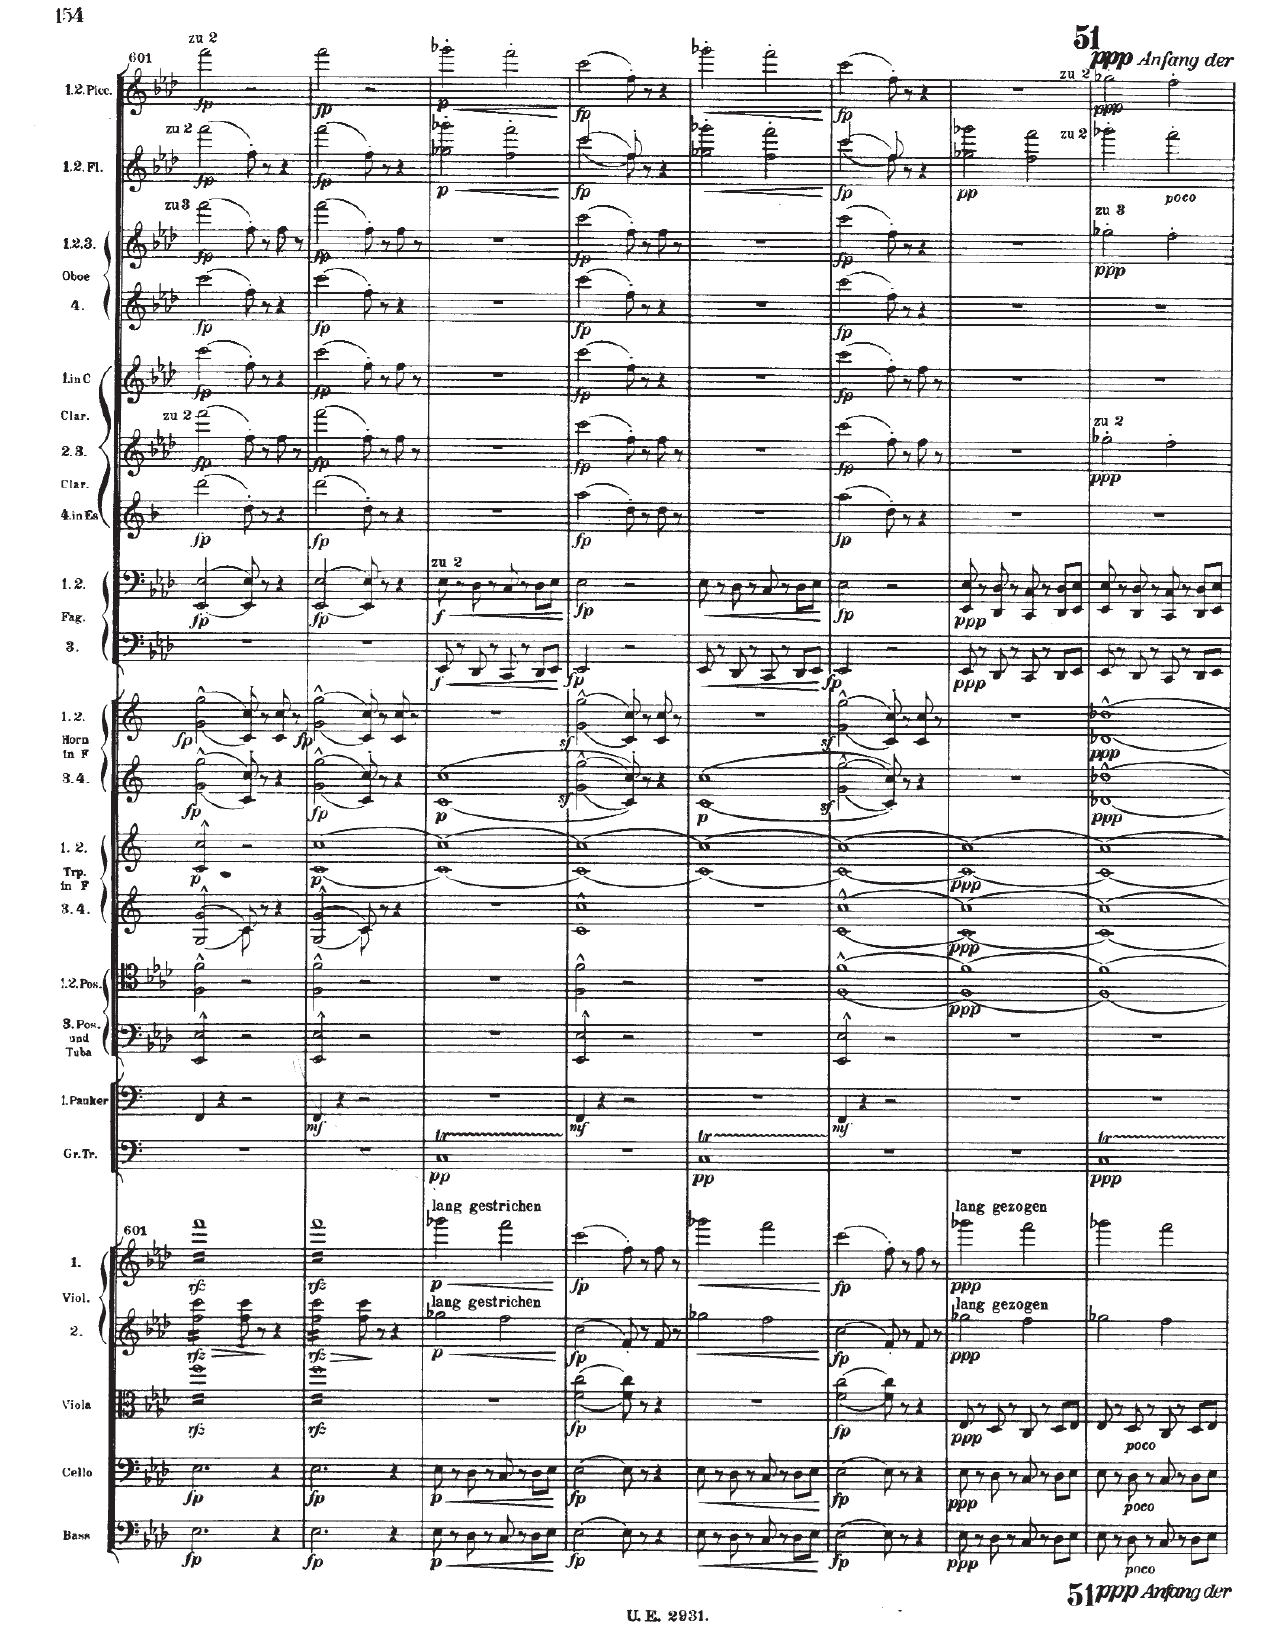 154
51
ppp Anfang der
601
zu 2
zu 2
1.2. Picc.
fp fp p fp fp ppp
zu 2 zu 2
1.2. Fl.
fp fp p fp fp pp poco
zu 3 zu 3
1.2.3.
fp fp fp fp ppp
Oboe
4.
fp fp fp fp
1.in C
fp fp fp fp
Clar.
zu 2 zu 2
2.3.
fp fp fp fp ppp
Clar.
4.in Es
fp fp fp fp
zu 2
1.2.
fp fp f fp fp ppp
Fag.
3.
f fp fp ppp
1.2.
fp fp sf sf ppp
Horn
in F
3.4.
fp fp p sf p sf ppp
1. 2.
p p ppp
Trp.
in F
3.4.
ppp
1.2. Pos.
ppp
3. Pos.
und
Tuba
1. Pauker
mf mf mf
tr tr tr
Gr. Tr.
pp pp ppp
601
lang gestrichen lang gezogen
1.
rfz rfz p fp fp ppp
Viol.
lang gestrichen lang gezogen
2.
rfz rfz p fp fp ppp
Viola
rfz rfz fp fp ppp poco
Cello
fp fp p fp fp ppp poco
Bass
fp fp p fp fp ppp poco
51 ppp Anfang der
U. E. 2931.